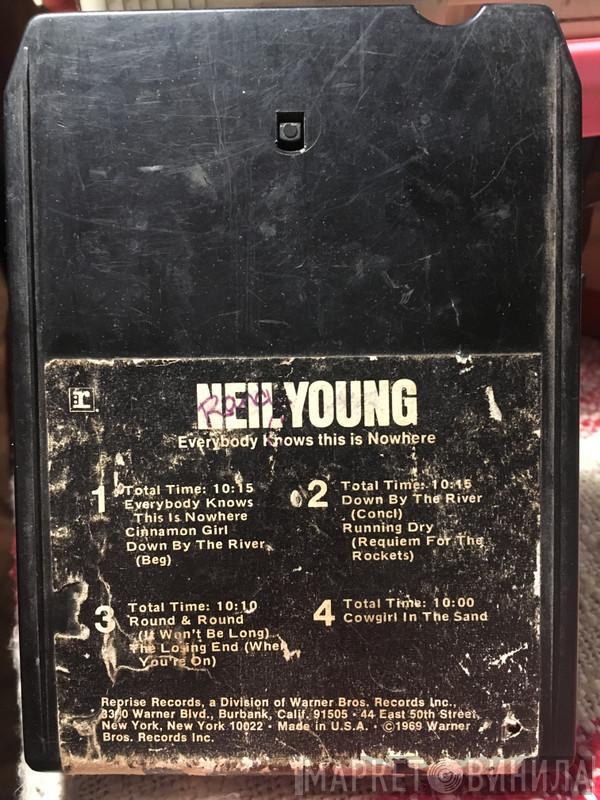 r
NEIL YOUNG
Everybody Knows this is Nowhere
1 Total Time: 10:15
Everybody Knows
This Is Nowhere
Cinnamon Girl
Down By The River
(Beg)
2 Total Time: 10:15
Down By The River
(Concl)
Running Dry
(Requiem For The
Rockets)
3 Total Time: 10:10
Round & Round
(It Won't Be Long)
The Losing End (When
You're On)
4 Total Time: 10:00
Cowgirl In The Sand
Reprise Records, a Division of Warner Bros. Records Inc.,
3300 Warner Blvd., Burbank, Calif. 91505 · 44 East 50th Street,
New York, New York 10022 · Made in U.S.A. · ©1969 Warner
Bros. Records Inc.
МАРКЕТ ВИНИЛА